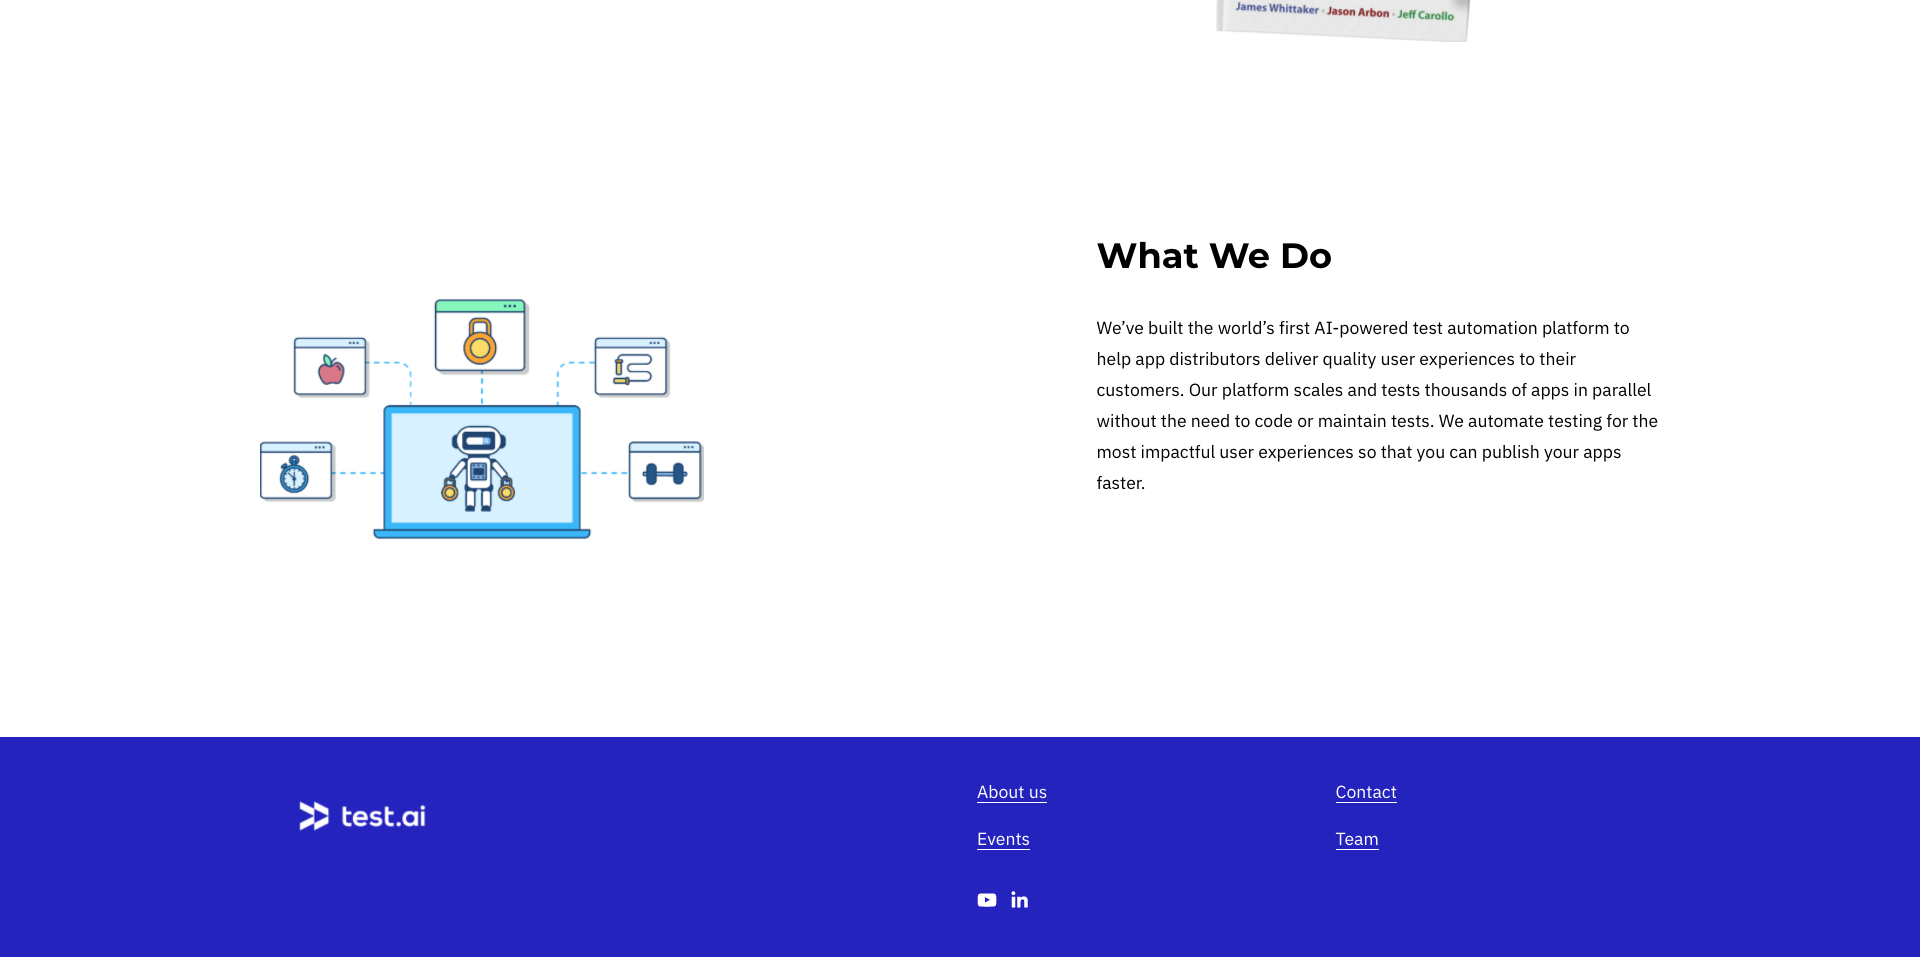 James Whittaker • Jason Arbon • Jeff Carollo
What We Do
We’ve built the world’s first AI-powered test automation platform to
help app distributors deliver quality user experiences to their
customers. Our platform scales and tests thousands of apps in parallel
without the need to code or maintain tests. We automate testing for the
most impactful user experiences so that you can publish your apps
faster.
test.ai
About us
Events
Contact
Team